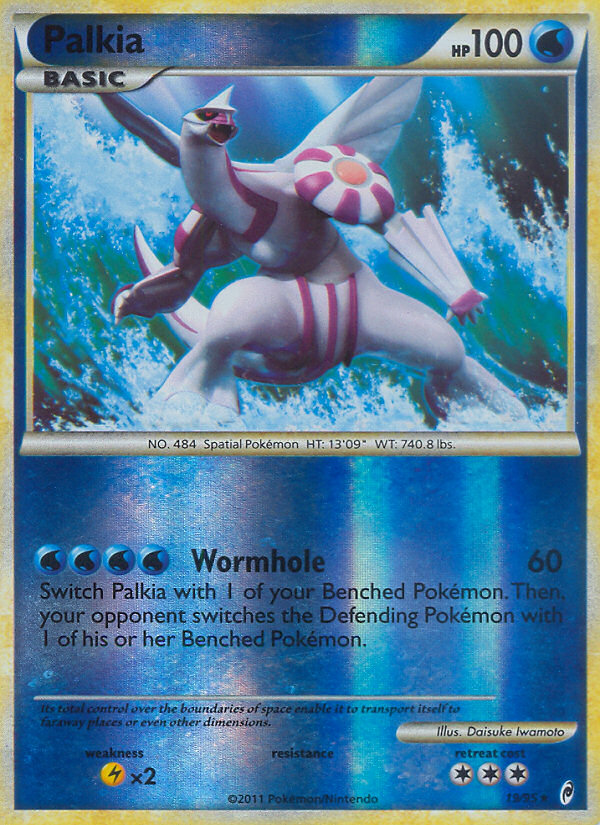 Palkia
HP100
BASIC
NO. 484 Spatial Pokémon HT: 13'09" WT: 740.8 lbs.
Wormhole 60
Switch Palkia with 1 of your Benched Pokémon. Then,
your opponent switches the Defending Pokémon with
1 of his or her Benched Pokémon.
Its total control over the boundaries of space enable it to transport itself to
faraway places or even other dimensions.
Illus. Daisuke Iwamoto
weakness resistance retreat cost
×2
©2011 Pokémon/Nintendo
19/95 ★